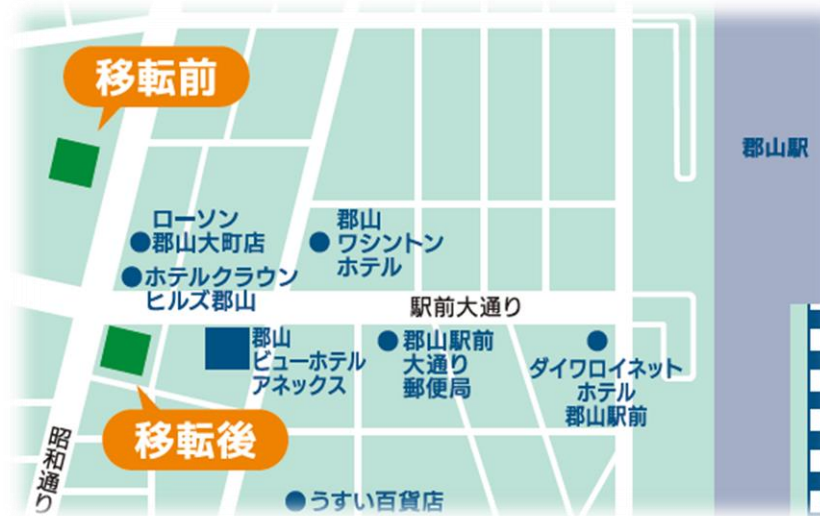 移転前
郡山駅
ローソン
郡山大町店
郡山
ワシントン
ホテル
ホテルクラウン
ヒルズ郡山
駅前大通り
郡山
ビューホテル
アネックス
郡山駅前
大通り
郵便局
ダイワロイネット
ホテル
郡山駅前
移転後
昭和通り
うすい百貨店